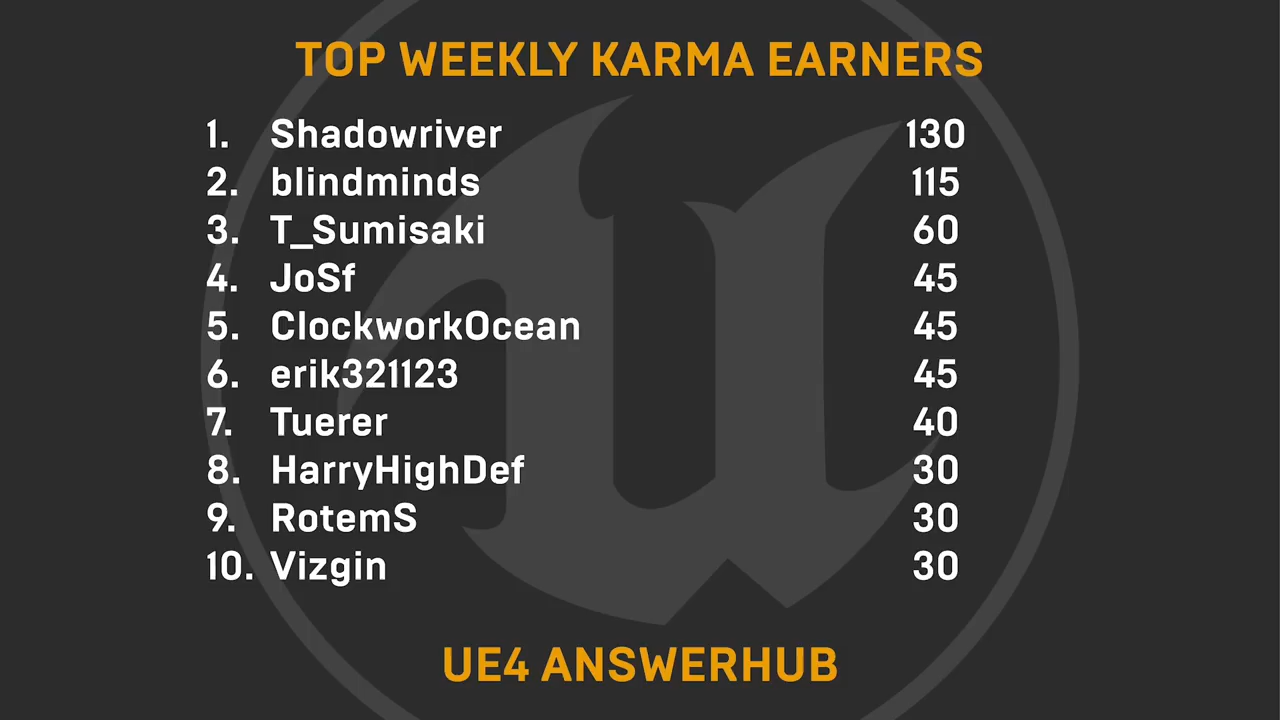 TOP WEEKLY KARMA EARNERS
1. Shadowriver 130
2. blindminds 115
3. T_Sumisaki 60
4. JoSf 45
5. ClockworkOcean 45
6. erik321123 45
7. Tuerer 40
8. HarryHighDef 30
9. RotemS 30
10. Vizgin 30
UE4 ANSWERHUB